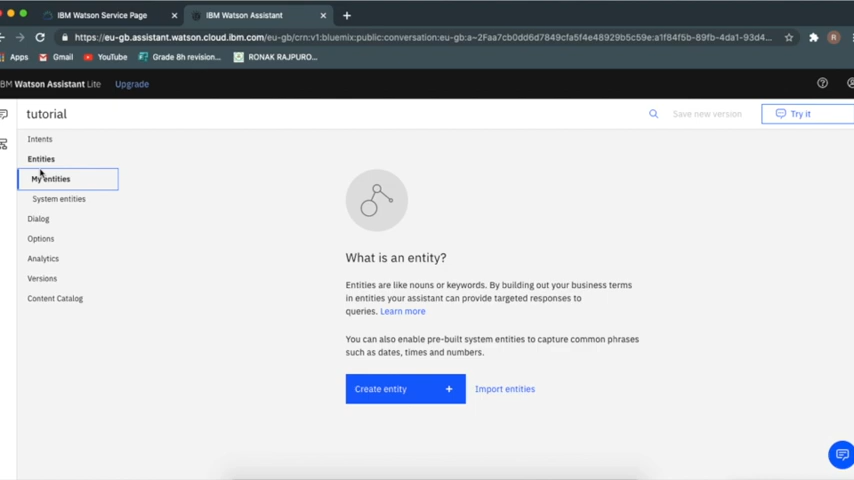 IBM Watson Service Page
IBM Watson Assistant
https://eu-gb.assistant.watson.cloud.ibm.com/eu-gb/crn:v1:bluemix:public:conversation:eu-gb:a~2Faa7cb0dd6d7849cfa5f4e48929b5c59e:a1f84f5b-89fb-4da1-93d4...
R
Apps
Gmail
YouTube
Grade 8h revision...
RONAK RAJPURO...
IBM Watson Assistant Lite
Upgrade
tutorial
Save new version
Try it
Intents
Entities
My entities
System entities
Dialog
Options
Analytics
Versions
Content Catalog
What is an entity?
Entities are like nouns or keywords. By building out your business terms
in entities your assistant can provide targeted responses to
queries. Learn more
You can also enable pre-built system entities to capture common phrases
such as dates, times and numbers.
Create entity +
Import entities